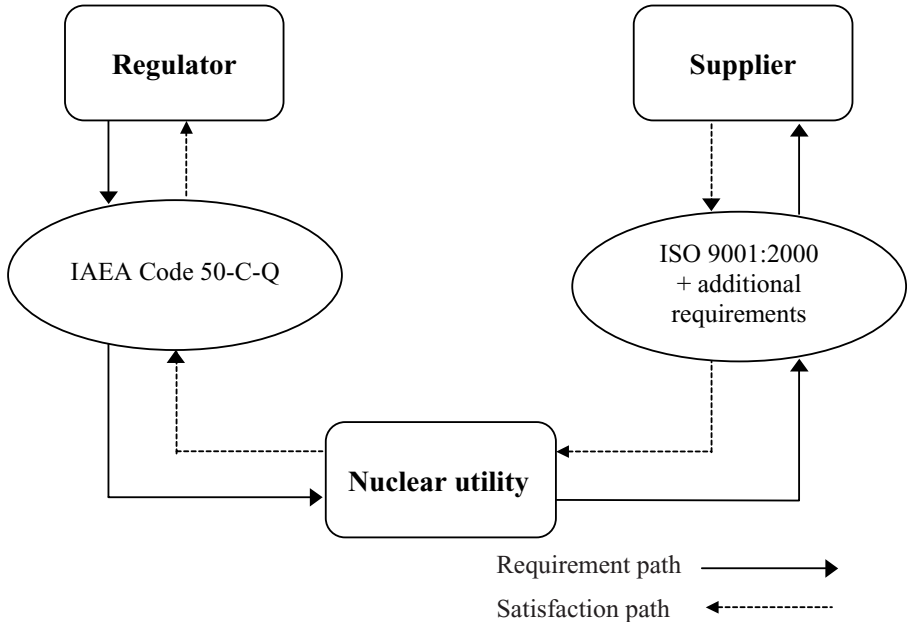 Regulator
Supplier
IAEA Code 50-C-Q
ISO 9001:2000
+ additional
requirements
Nuclear utility
Requirement path
Satisfaction path